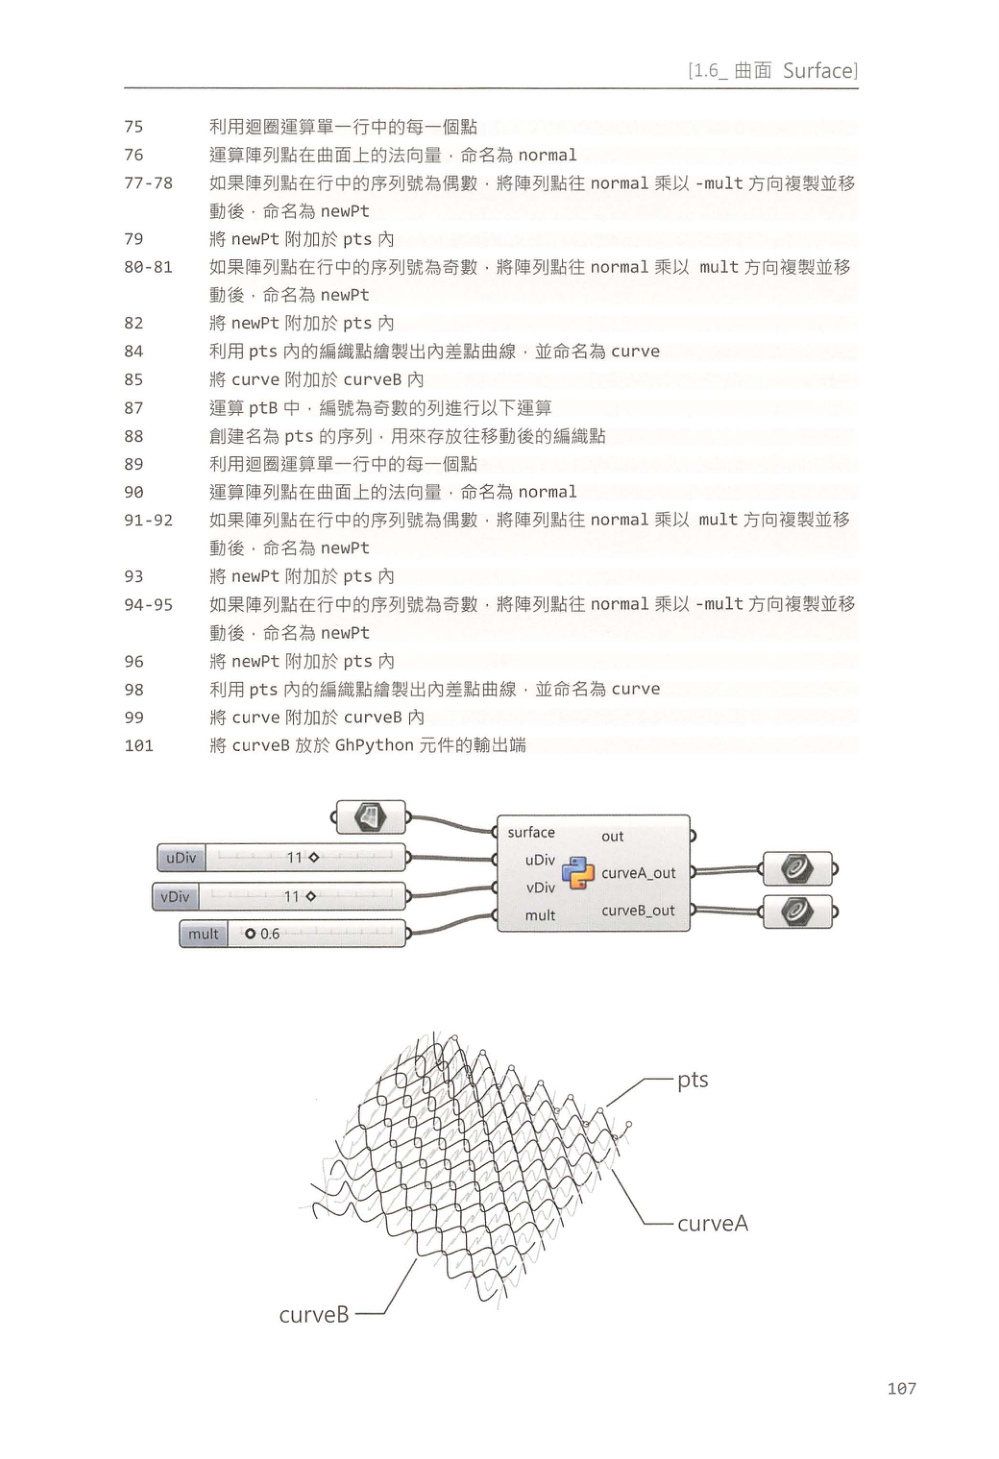 [1.6_ 曲面 Surface]
75 利用迴圈運算單一行中的每一個點
76 運算陣列點在曲面上的法向量，命名為 normal
77-78 如果陣列點在行中的序列號為偶數，將陣列點往 normal 乘以 -mult 方向複製並移
動後，命名為 newPt
79 將 newPt 附加於 pts 內
80-81 如果陣列點在行中的序列號為奇數，將陣列點往 normal 乘以 mult 方向複製並移
動後，命名為 newPt
82 將 newPt 附加於 pts 內
84 利用 pts 內的編織點繪製出內差點曲線，並命名為 curve
85 將 curve 附加於 curveB 內
87 運算 ptB 中，編號為奇數的列進行以下運算
88 創建名為 pts 的序列，用來存放往移動後的編織點
89 利用迴圈運算單一行中的每一個點
90 運算陣列點在曲面上的法向量，命名為 normal
91-92 如果陣列點在行中的序列號為偶數，將陣列點往 normal 乘以 mult 方向複製並移
動後，命名為 newPt
93 將 newPt 附加於 pts 內
94-95 如果陣列點在行中的序列號為奇數，將陣列點往 normal 乘以 -mult 方向複製並移
動後，命名為 newPt
96 將 newPt 附加於 pts 內
98 利用 pts 內的編織點繪製出內差點曲線，並命名為 curve
99 將 curve 附加於 curveB 內
101 將 curveB 放於 GhPython 元件的輸出端
surface
out
uDiv 11
uDiv
curveA_out
vDiv 11
vDiv
curveB_out
mult 0.6
mult
pts
curveA
curveB
107